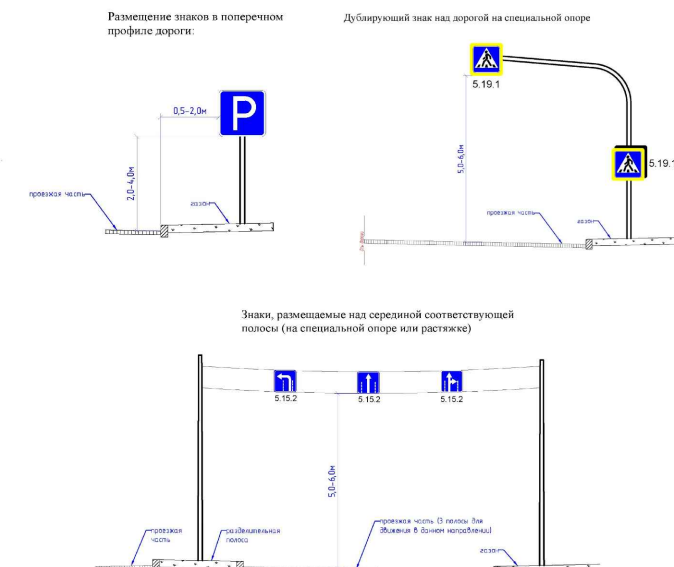 Размещение знаков в поперечном
профиле дороги:
0,5-2,0м
P
2,0-4,0м
проезжая часть
газон
Дублирующий знак над дорогой на специальной опоре
5.19.1
5.19.1
5,0-6,0м
проезжая часть
газон
Знаки, размещаемые над серединой соответствующей
полосы (на специальной опоре или растяжке)
5.15.2
5.15.2
5.15.2
5,0-6,0м
проезжая
часть
разделительная
полоса
проезжая часть (3 полосы для
движения в данном направлении)
газон